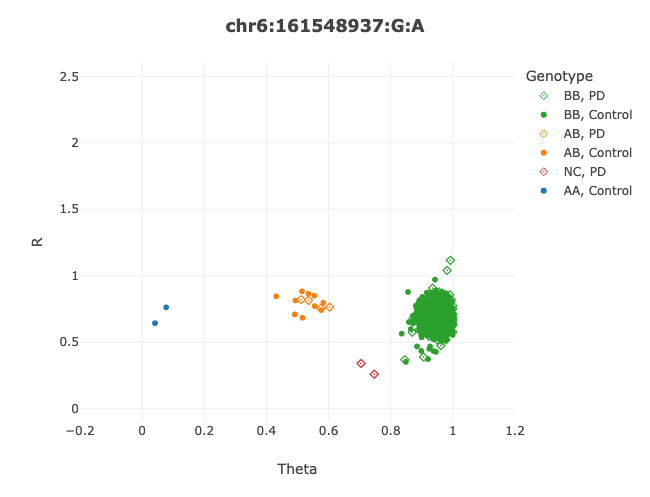 chr6:161548937:G:A
Genotype
BB, PD
BB, Control
AB, PD
AB, Control
NC, PD
AA, Control
R
2.5
2
1.5
1
0.5
0
−0.2 0 0.2 0.4 0.6 0.8 1 1.2
Theta